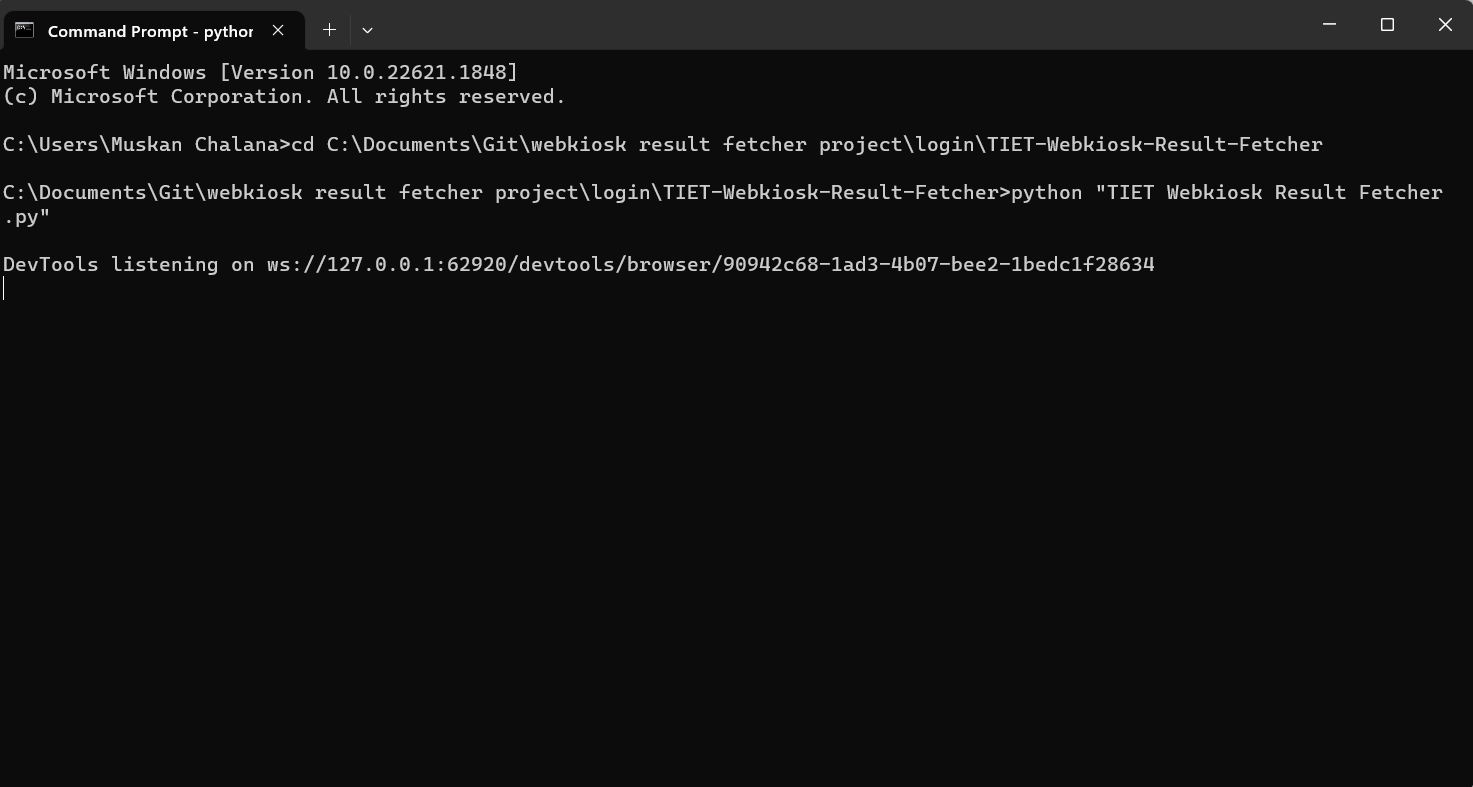 Command Prompt - python
Microsoft Windows [Version 10.0.22621.1848]
(c) Microsoft Corporation. All rights reserved.
C:\Users\Muskan Chalana>cd C:\Documents\Git\webkiosk result fetcher project\login\TIET-Webkiosk-Result-Fetcher
C:\Documents\Git\webkiosk result fetcher project\login\TIET-Webkiosk-Result-Fetcher>python "TIET Webkiosk Result Fetcher
.py"
DevTools listening on ws://127.0.0.1:62920/devtools/browser/90942c68-1ad3-4b07-bee2-1bedc1f28634